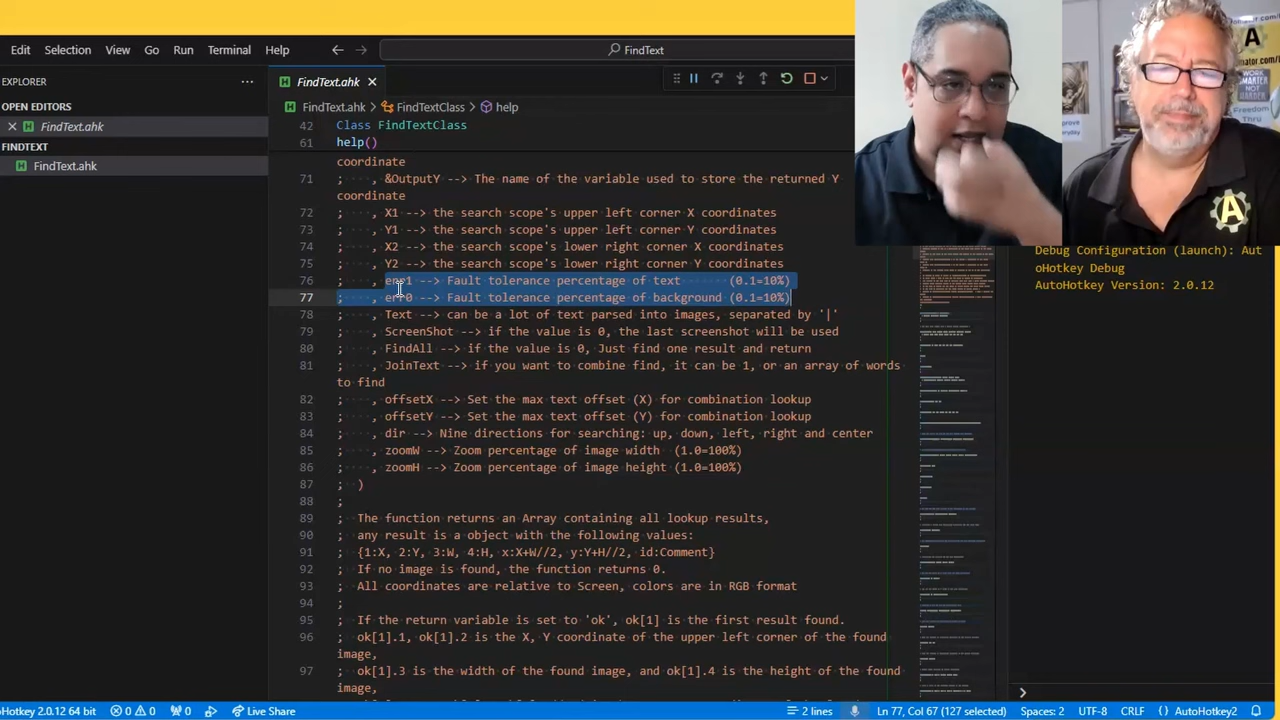 Edit Selection View Go Run Terminal Help FindText
EXPLORER
OPEN EDITORS
FindText.ahk
FINDTEXT
FindText.ahk
FindText.ahk
FindText.ahk > FindTextClass > help
42 Class FindTextClass
61 help()
coordinate
71 ; , &OutputY --> The name of the variable used to store the returned Y
coordinate
72 ; , X1 --> the search scope's upper left corner X coordinates
73 ; , Y1 --> the search scope's upper left corner Y coordinates
74 ; , X2 --> the search scope's lower right corner X coordinates
75 ; , Y2 --> the search scope's lower right corner Y coordinates
76 ; , err1 --> Fault tolerance percentage of text (0.1=10%)
77 ; , err0 --> Fault tolerance percentage of background (0.1=10%)
78 ; , Text --> can be a lot of text parsed into images, separated by '|'
79 ; , ScreenShot --> if the value is 0, the last screenshot will be used
80 ; , FindAll --> if the value is 0, Just find one result and return
81 ; , JoinText --> if you want to combine find, it can be 1, or an array of words
to find
82 ; , offsetX --> Set the max text offset (X) for combination lookup
83 ; , offsetY --> Set the max text offset (Y) for combination lookup
84 ; , dir --> Nine directions for searching: up, down, left, right and center
85 ; , zoomW --> Zoom percentage of image width (1.0=100%)
86 ; , zoomH --> Zoom percentage of image height (1.0=100%)
87 ; )
88 ;
89 ; The function returns an Array containing all lookup results,
90 ; any result is a object with the following values:
91 ; {1:X, 2:Y, 3:W, 4:H, x:X+W//2, y:Y+H//2, id:Comment}
92 ; If no image is found, the function returns 0.
93 ; All coordinates are relative to Screen, colors are in RGB format
94 ;
95 ; If the return variable is set to 'ok', ok[1] is the first result found.
96 ; ok[1].1, ok[1].2 is the X, Y coordinate of the upper left corner of the found
image,
97 ; ok[1].3 is the width of the found image, and ok[1].4 is the height of the found
image,
Debug Configuration (launch): Aut
oHotkey Debug
AutoHotkey Version: 2.0.12
WORK
SMARTER
NOT
HARDER
Freedom
Thru
A
A
oHotkey 2.0.12 64 bit 0 0 0 Live Share 2 lines Ln 77, Col 67 (127 selected) Spaces: 2 UTF-8 CRLF AutoHotkey2